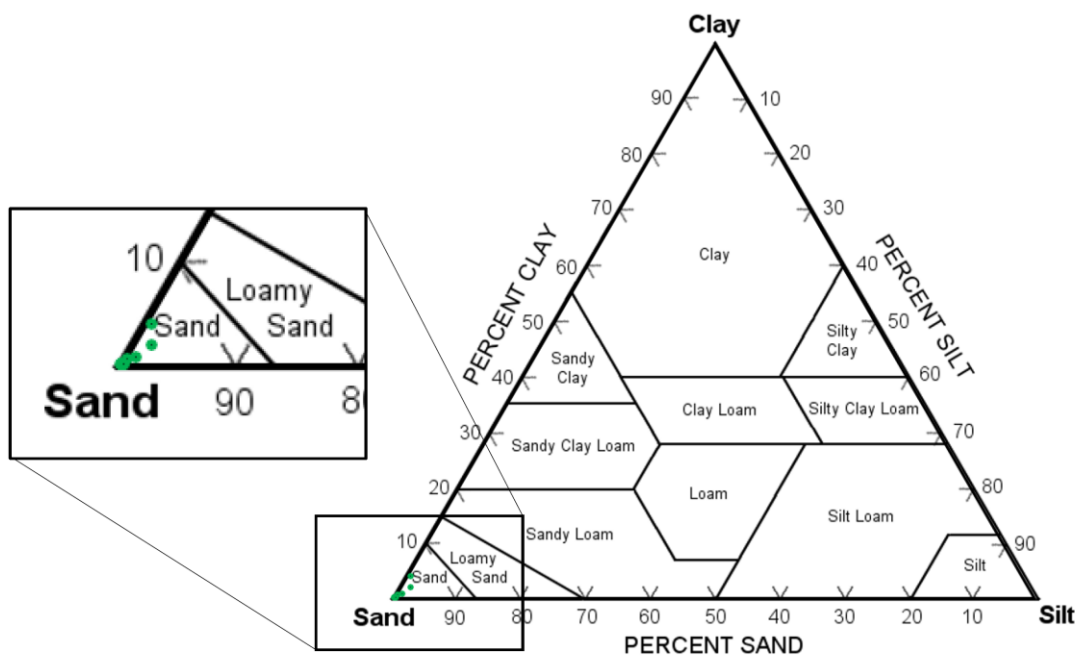 Clay
90
10
80
20
70
30
PERCENT CLAY
PERCENT SILT
Clay
60
40
50
50
Silty
Clay
Sandy
Clay
40
60
Clay Loam
Silty Clay Loam
30
70
Sandy Clay Loam
20
80
Loam
Silt Loam
Sandy Loam
10
90
Loamy
Sand
Sand
Silt
Sand
90
80
70
60
50
40
30
20
10
Silt
PERCENT SAND
10
Loamy
Sand
Sand
Sand
90
8